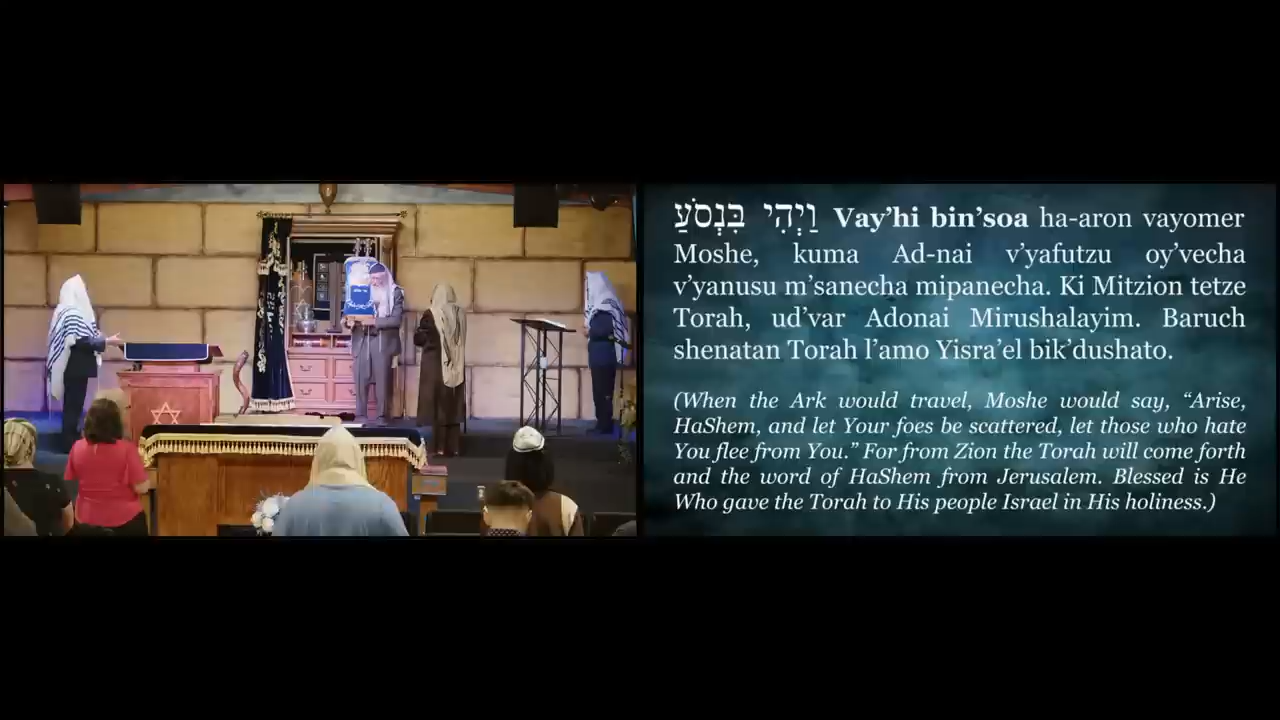 וַיְהִי בִּנְסֹעַ Vay’hi bin’soa ha-aron vayomer
Moshe, kuma Ad-nai v’yafutzu oy’vecha
v’yanusu m’sanecha mipanecha. Ki Mitzion tetze
Torah, ud’var Adonai Mirushalayim. Baruch
shenatan Torah l’amo Yisra’el bik’dushato.
(When the Ark would travel, Moshe would say, “Arise,
HaShem, and let Your foes be scattered, let those who hate
You flee from You.” For from Zion the Torah will come forth
and the word of HaShem from Jerusalem. Blessed is He
Who gave the Torah to His people Israel in His holiness.)